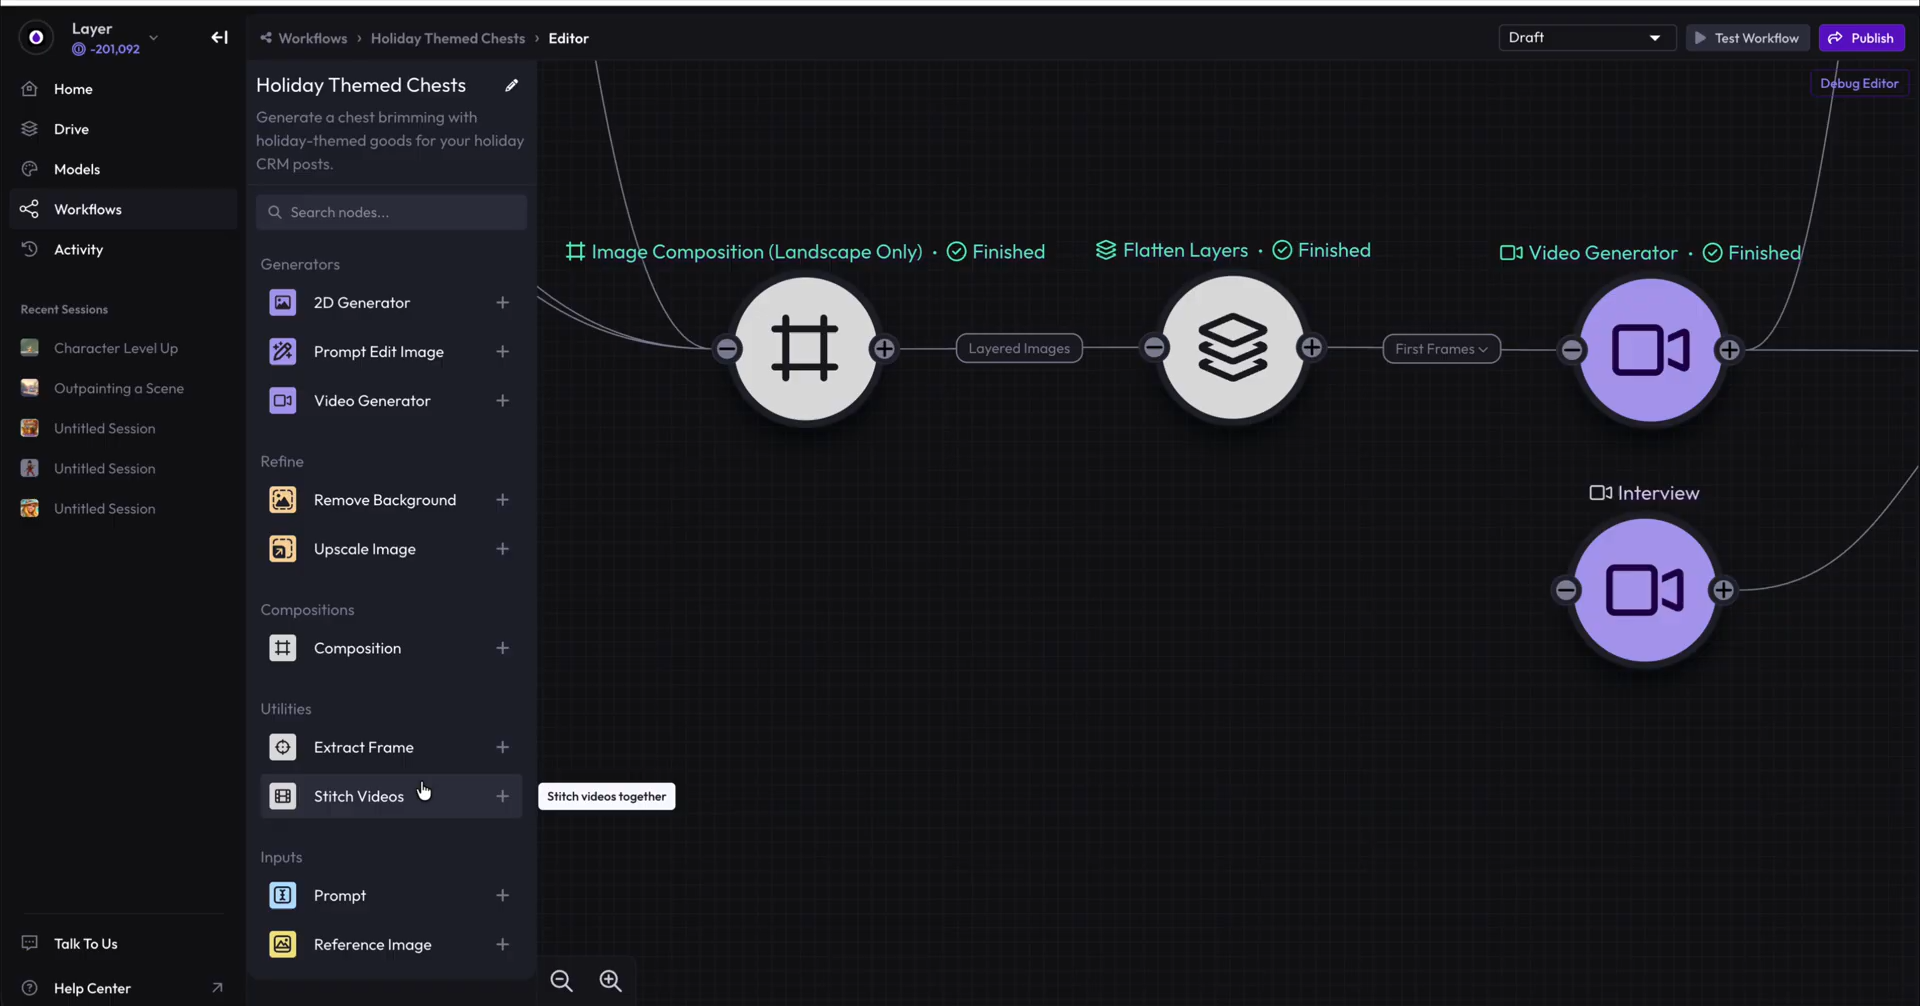 Layer
-201,092
Home
Drive
Models
Workflows
Activity
Recent Sessions
Character Level Up
Outpainting a Scene
Untitled Session
Untitled Session
Untitled Session
Talk To Us
Help Center
Workflows › Holiday Themed Chests › Editor
Draft
Test Workflow
Publish
Debug Editor
Holiday Themed Chests
Generate a chest brimming with
holiday-themed goods for your holiday
CRM posts.
Search nodes...
Generators
2D Generator
Prompt Edit Image
Video Generator
Refine
Remove Background
Upscale Image
Compositions
Composition
Utilities
Extract Frame
Stitch Videos
Stitch videos together
Inputs
Prompt
Reference Image
Image Composition (Landscape Only) · Finished
Layered Images
Flatten Layers · Finished
First Frames
Video Generator · Finished
Interview